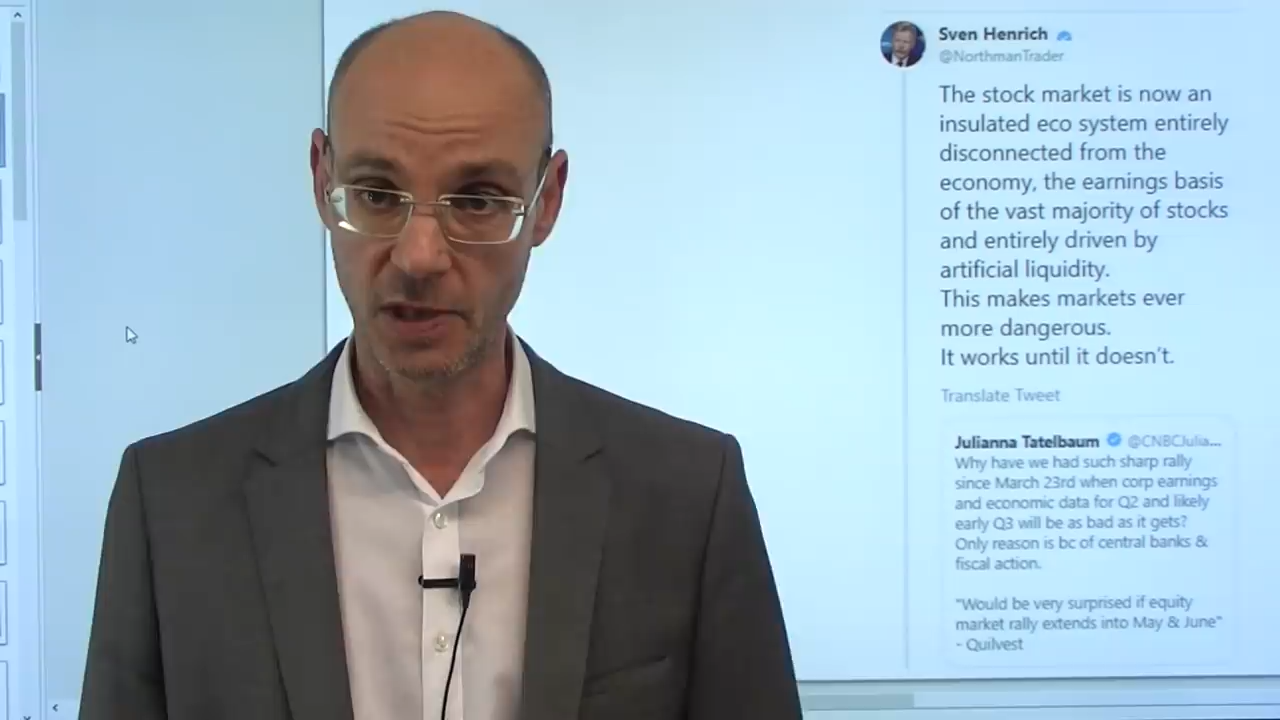 Sven Henrich
@NorthmanTrader
The stock market is now an
insulated eco system entirely
disconnected from the
economy, the earnings basis
of the vast majority of stocks
and entirely driven by
artificial liquidity.
This makes markets ever
more dangerous.
It works until it doesn't.
Translate Tweet
Julianna Tatelbaum @CNBCJulia...
Why have we had such sharp rally
since March 23rd when corp earnings
and economic data for Q2 and likely
early Q3 will be as bad as it gets?
Only reason is bc of central banks &
fiscal action.
"Would be very surprised if equity
market rally extends into May & June"
- Quilvest